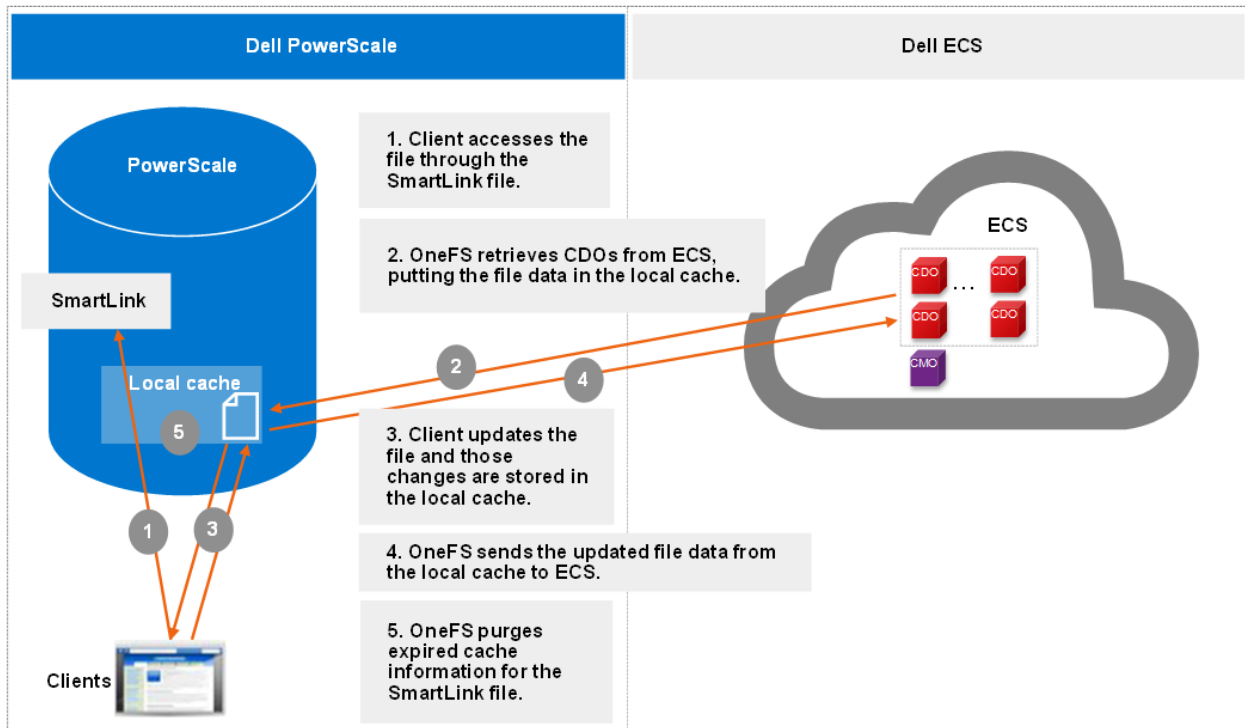 Dell PowerScale
Dell ECS
PowerScale
1. Client accesses the
file through the
SmartLink file.
2. OneFS retrieves CDOs from ECS,
putting the file data in the local cache.
ECS
CDO
...
CDO
CDO
CDO
CMO
SmartLink
2
4
Local cache
5
3. Client updates the
file and those
changes are stored in
the local cache.
1
3
4. OneFS sends the updated file data from
the local cache to ECS.
5. OneFS purges
expired cache
information for the
SmartLink file.
Clients